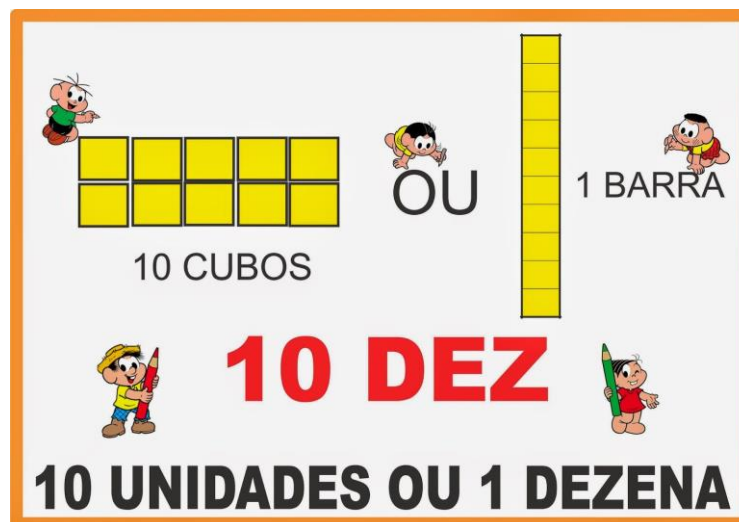 OU
1 BARRA
10 CUBOS
10 DEZ
10 UNIDADES OU 1 DEZENA